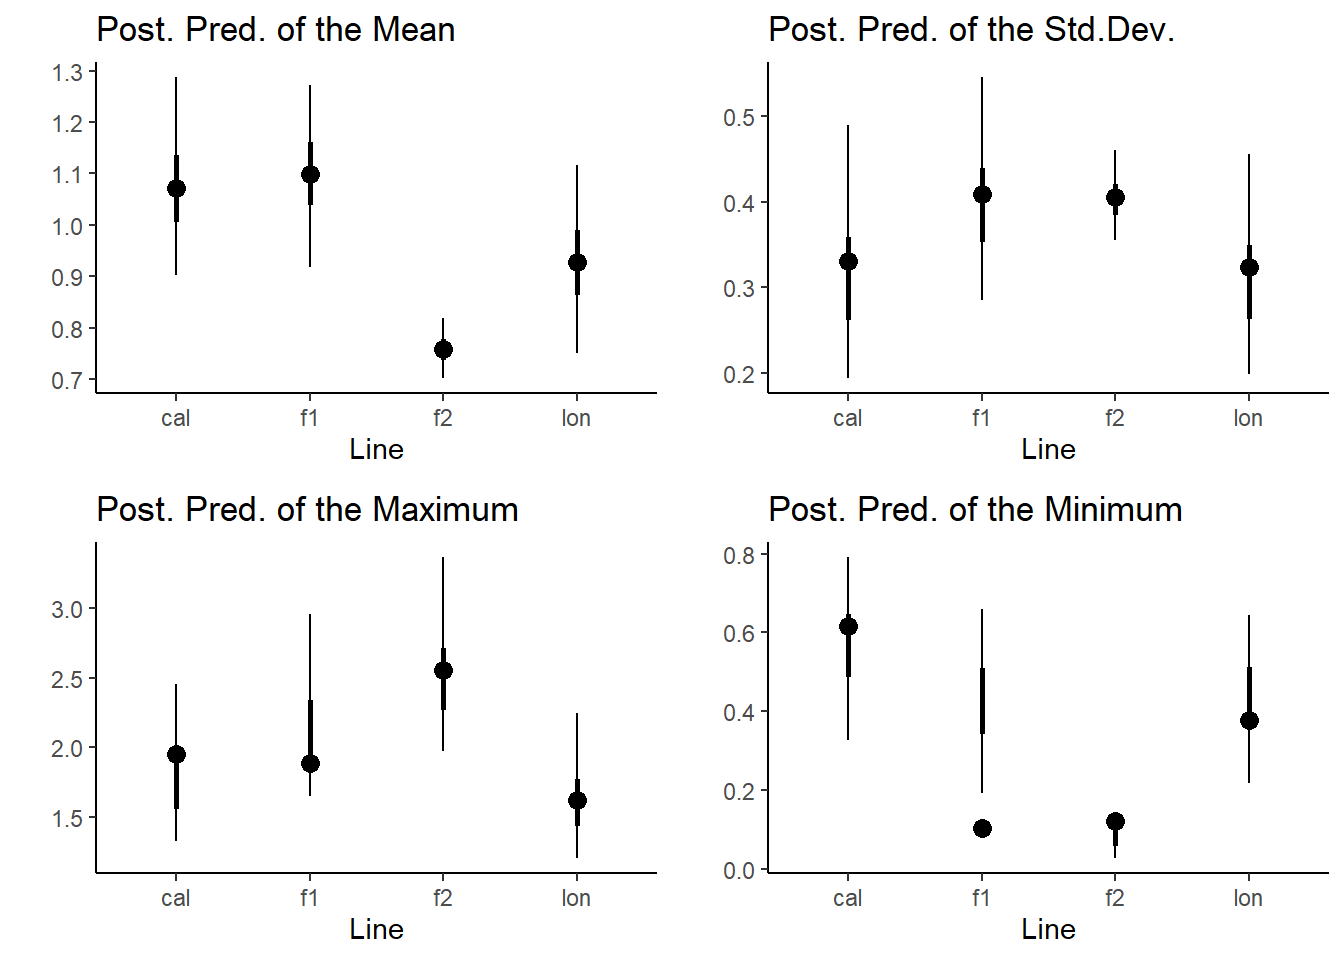 Post. Pred. of the Mean
1.3
1.2
1.1
1.0
0.9
0.8
0.7
cal f1 f2 lon
Line
Post. Pred. of the Std.Dev.
0.5
0.4
0.3
0.2
cal f1 f2 lon
Line
Post. Pred. of the Maximum
3.0
2.5
2.0
1.5
cal f1 f2 lon
Line
Post. Pred. of the Minimum
0.8
0.6
0.4
0.2
0.0
cal f1 f2 lon
Line